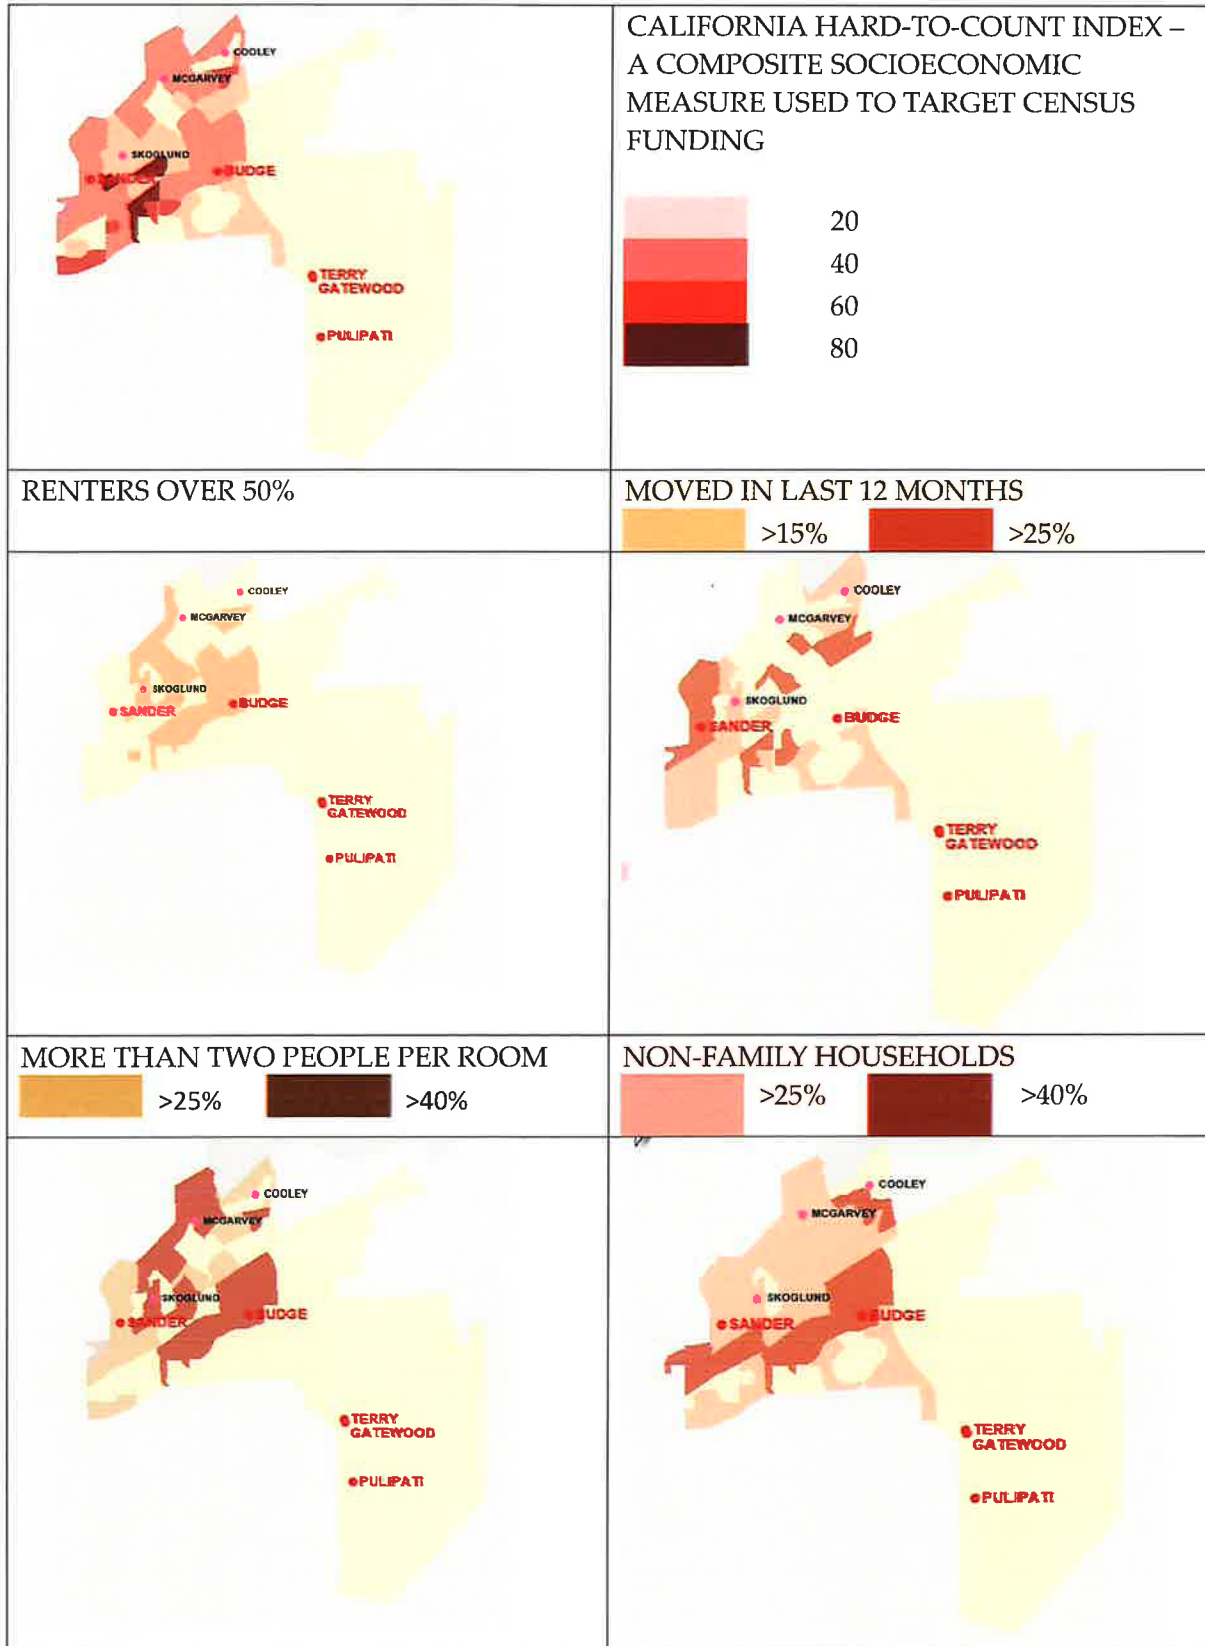 COOLEY
MCGARVEY
SKOGLUND
SANDER
BUDGE
TERRY
GATEWOOD
PULIPATI
CALIFORNIA HARD-TO-COUNT INDEX –
A COMPOSITE SOCIOECONOMIC
MEASURE USED TO TARGET CENSUS
FUNDING
20
40
60
80
RENTERS OVER 50%
MOVED IN LAST 12 MONTHS
>15% >25%
COOLEY
MCGARVEY
SKOGLUND
SANDER
BUDGE
TERRY
GATEWOOD
PULIPATI
COOLEY
MCGARVEY
SKOGLUND
SANDER
BUDGE
TERRY
GATEWOOD
PULIPATI
MORE THAN TWO PEOPLE PER ROOM
>25% >40%
NON-FAMILY HOUSEHOLDS
>25% >40%
COOLEY
MCGARVEY
SKOGLUND
SANDER
BUDGE
TERRY
GATEWOOD
PULIPATI
COOLEY
MCGARVEY
SKOGLUND
SANDER
BUDGE
TERRY
GATEWOOD
PULIPATI